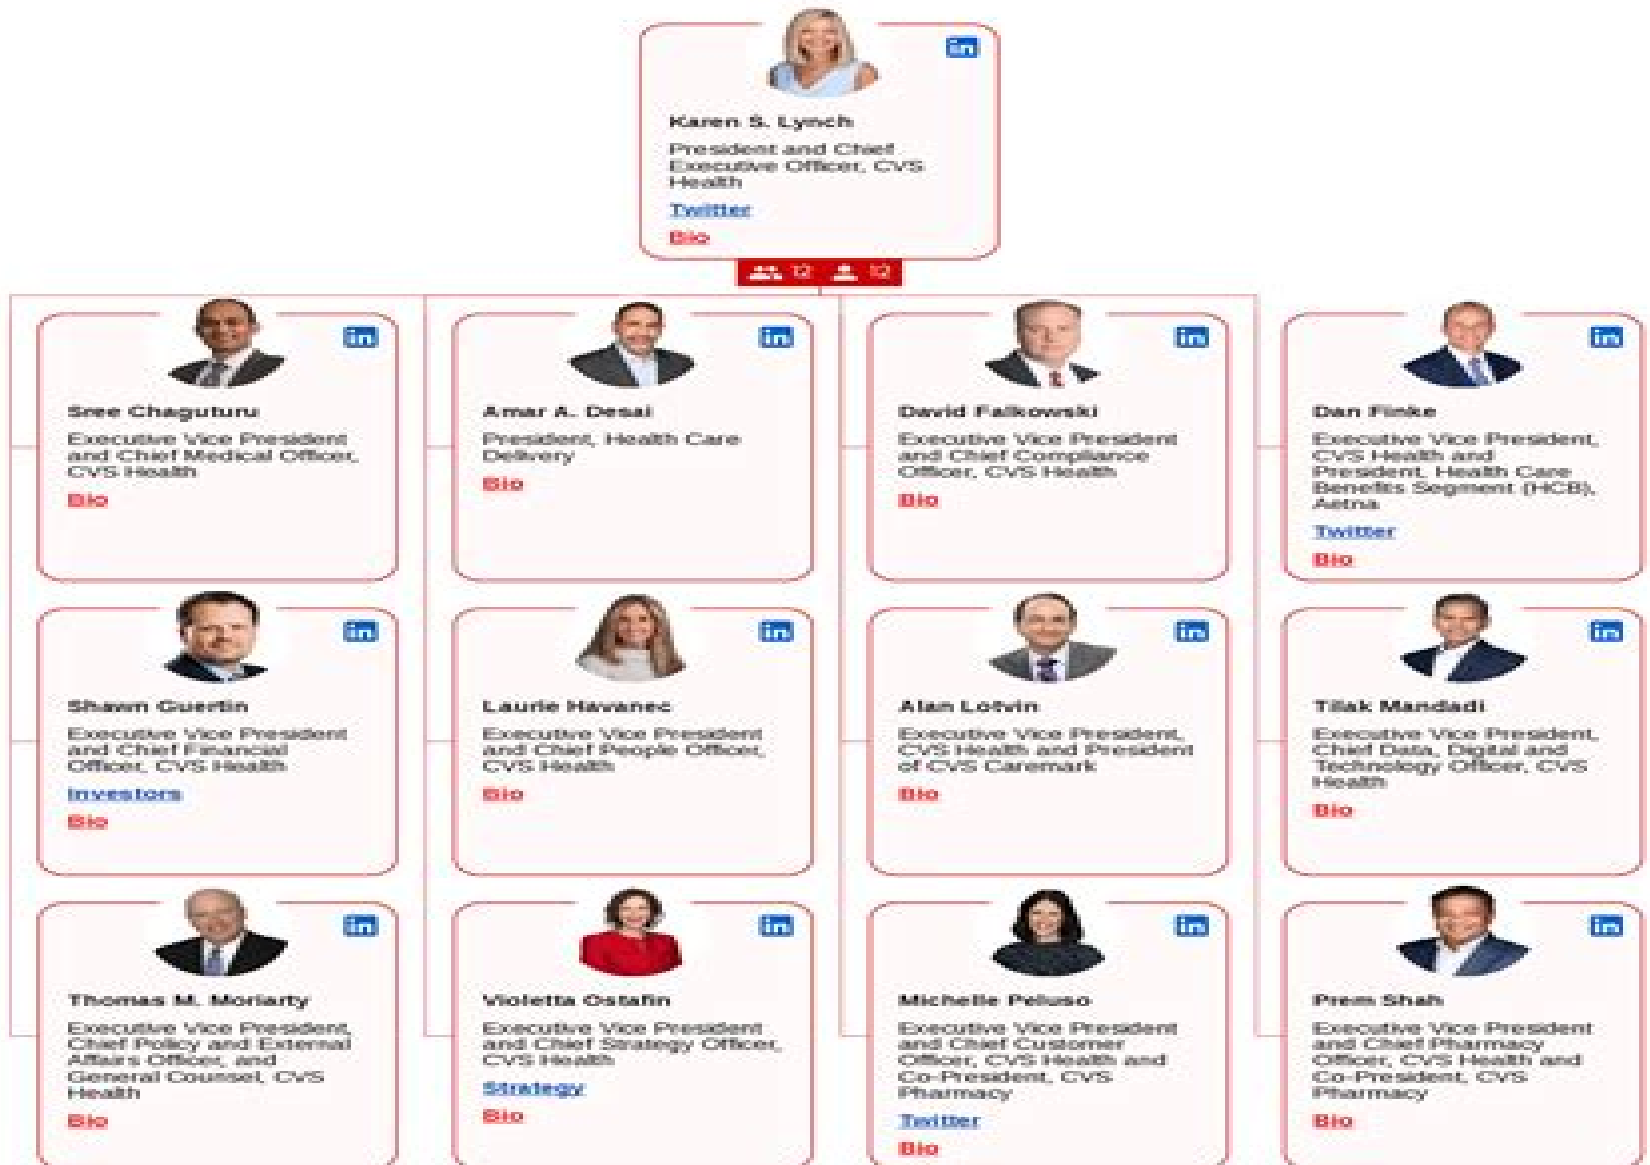 in
Karen S. Lynch
President and Chief
Executive Officer, CVS
Health
Twitter
Bio
12 12
in
Sree Chaguturu
Executive Vice President
and Chief Medical Officer,
CVS Health
Bio
in
Amar A. Desai
President, Health Care
Delivery
Bio
in
David Falkowski
Executive Vice President
and Chief Compliance
Officer, CVS Health
Bio
in
Dan Finke
Executive Vice President,
CVS Health and
President, Health Care
Benefits Segment (HCB),
Aetna
Twitter
Bio
in
Shawn Guertin
Executive Vice President
and Chief Financial
Officer, CVS Health
Investors
Bio
in
Laurie Havanec
Executive Vice President
and Chief People Officer,
CVS Health
Bio
in
Alan Lotvin
Executive Vice President,
CVS Health and President
of CVS Caremark
Bio
in
Tilak Mandadi
Executive Vice President,
Chief Data, Digital and
Technology Officer, CVS
Health
Bio
in
Thomas M. Moriarty
Executive Vice President,
Chief Policy and External
Affairs Officer, and
General Counsel, CVS
Health
Bio
in
Violetta Ostafin
Executive Vice President
and Chief Strategy Officer,
CVS Health
Strategy
Bio
in
Michelle Peluso
Executive Vice President
and Chief Customer
Officer, CVS Health and
Co-President, CVS
Pharmacy
Twitter
Bio
in
Prem Shah
Executive Vice President
and Chief Pharmacy
Officer, CVS Health and
Co-President, CVS
Pharmacy
Bio